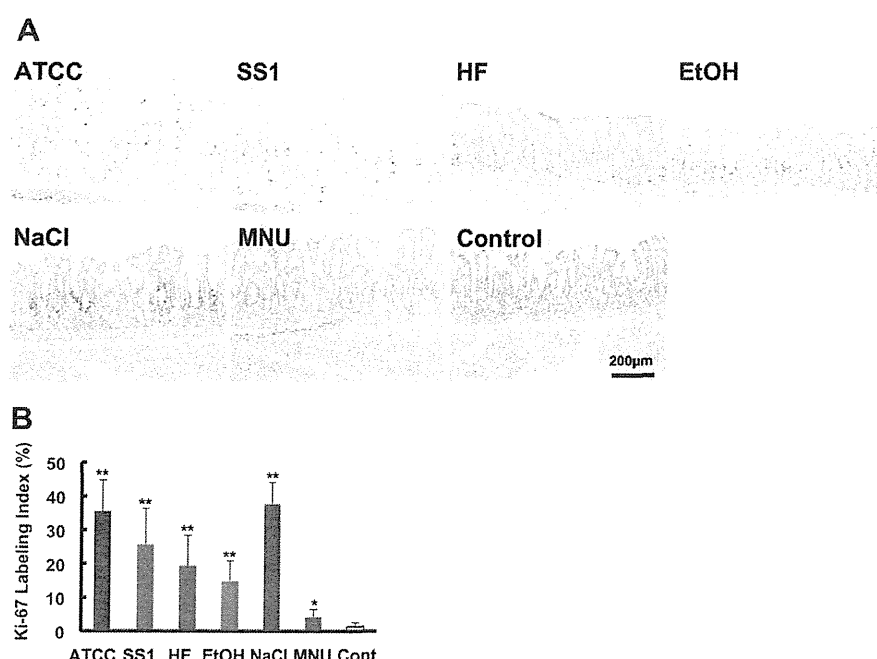 A
ATCC SS1 HF EtOH
NaCl MNU Control
200µm
B
Ki-67 Labeling Index (%)
50
40
30
20
10
0
** ** ** ** ** *
ATCC SS1 HF EtOH NaCl MNU Cont